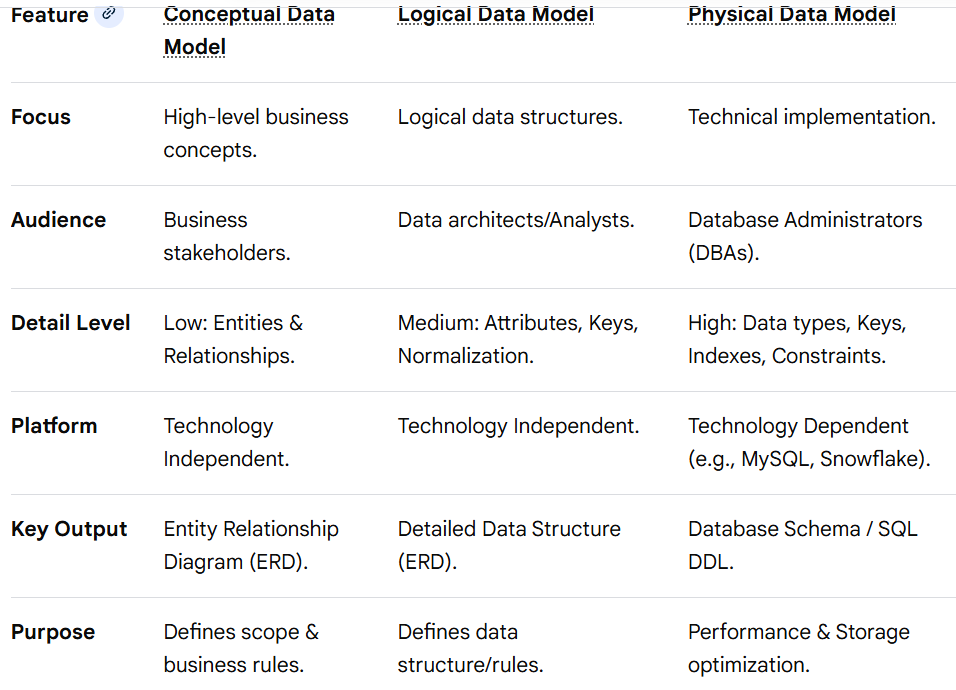 Feature Conceptual Data Logical Data Model Physical Data Model
Model
Focus High-level business Logical data structures. Technical implementation.
concepts.
Audience Business Data architects/Analysts. Database Administrators
stakeholders. (DBAs).
Detail Level Low: Entities & Medium: Attributes, Keys, High: Data types, Keys,
Relationships. Normalization. Indexes, Constraints.
Platform Technology Technology Independent. Technology Dependent
Independent. (e.g., MySQL, Snowflake).
Key Output Entity Relationship Detailed Data Structure Database Schema / SQL
Diagram (ERD). (ERD). DDL.
Purpose Defines scope & Defines data Performance & Storage
business rules. structure/rules. optimization.